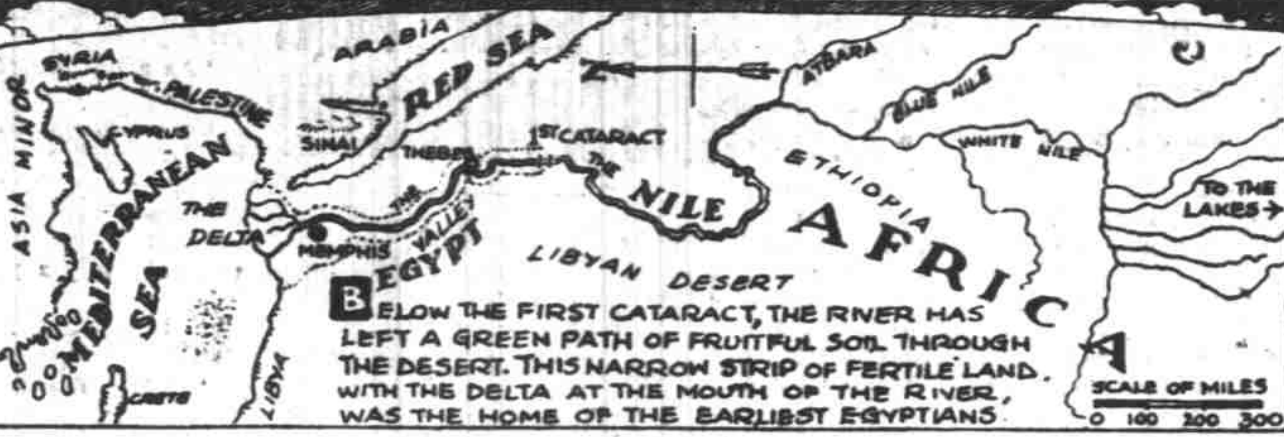 SYRIA
ASIA MINOR
PALESTINE
CYPRUS
MEDITERRANEAN
SEA
CRETE
ARABIA
RED SEA
SINAI
THEBES
1ST CATARACT
N
ATBARA
BLUE NILE
WHITE NILE
ETHIOPIA
AFRICA
TO THE
LAKES→
THE
DELTA
MEMPHIS
THE
VALLEY
EGYPT
THE
NILE
LIBYAN DESERT
LIBYA
BELOW THE FIRST CATARACT, THE RIVER HAS
LEFT A GREEN PATH OF FRUITFUL SOIL THROUGH
THE DESERT. THIS NARROW STRIP OF FERTILE LAND,
WITH THE DELTA AT THE MOUTH OF THE RIVER,
WAS THE HOME OF THE EARLIEST EGYPTIANS.
SCALE OF MILES
0 100 200 300